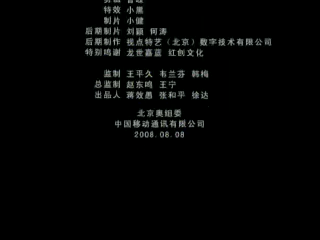 特效 小黑
制片 小健
后期制片 刘颖 何涛
后期制作 视点特艺（北京）数字技术有限公司
特别鸣谢 龙世嘉蓝 红创文化
监制 王平久 韦兰芬 韩梅
总监制 赵东鸣 王宁
出品人 蒋效愚 张和平 徐达
北京奥组委
中国移动通讯有限公司
2008.08.08